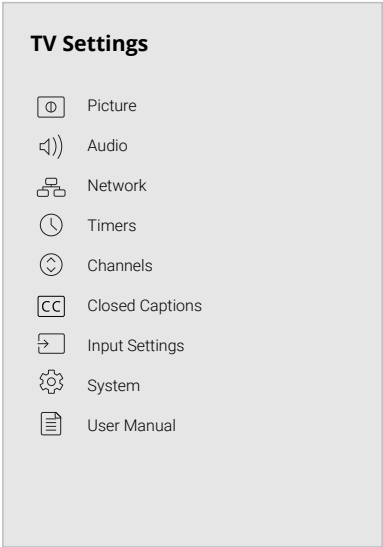 TV Settings
Picture
Audio
Network
Timers
Channels
CC Closed Captions
Input Settings
System
User Manual